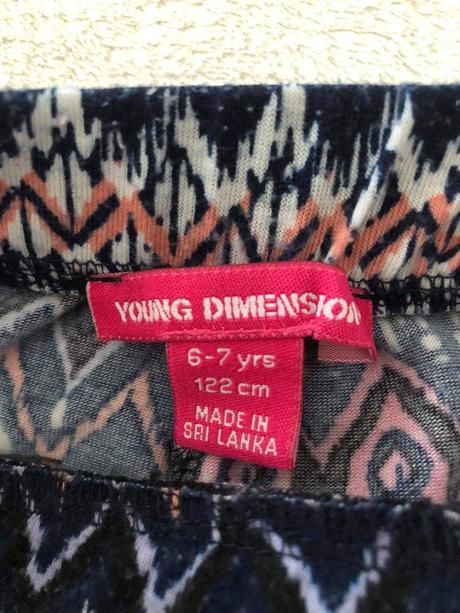 YOUNG DIMENSION
6-7 yrs
122 cm
MADE IN
SRI LANKA